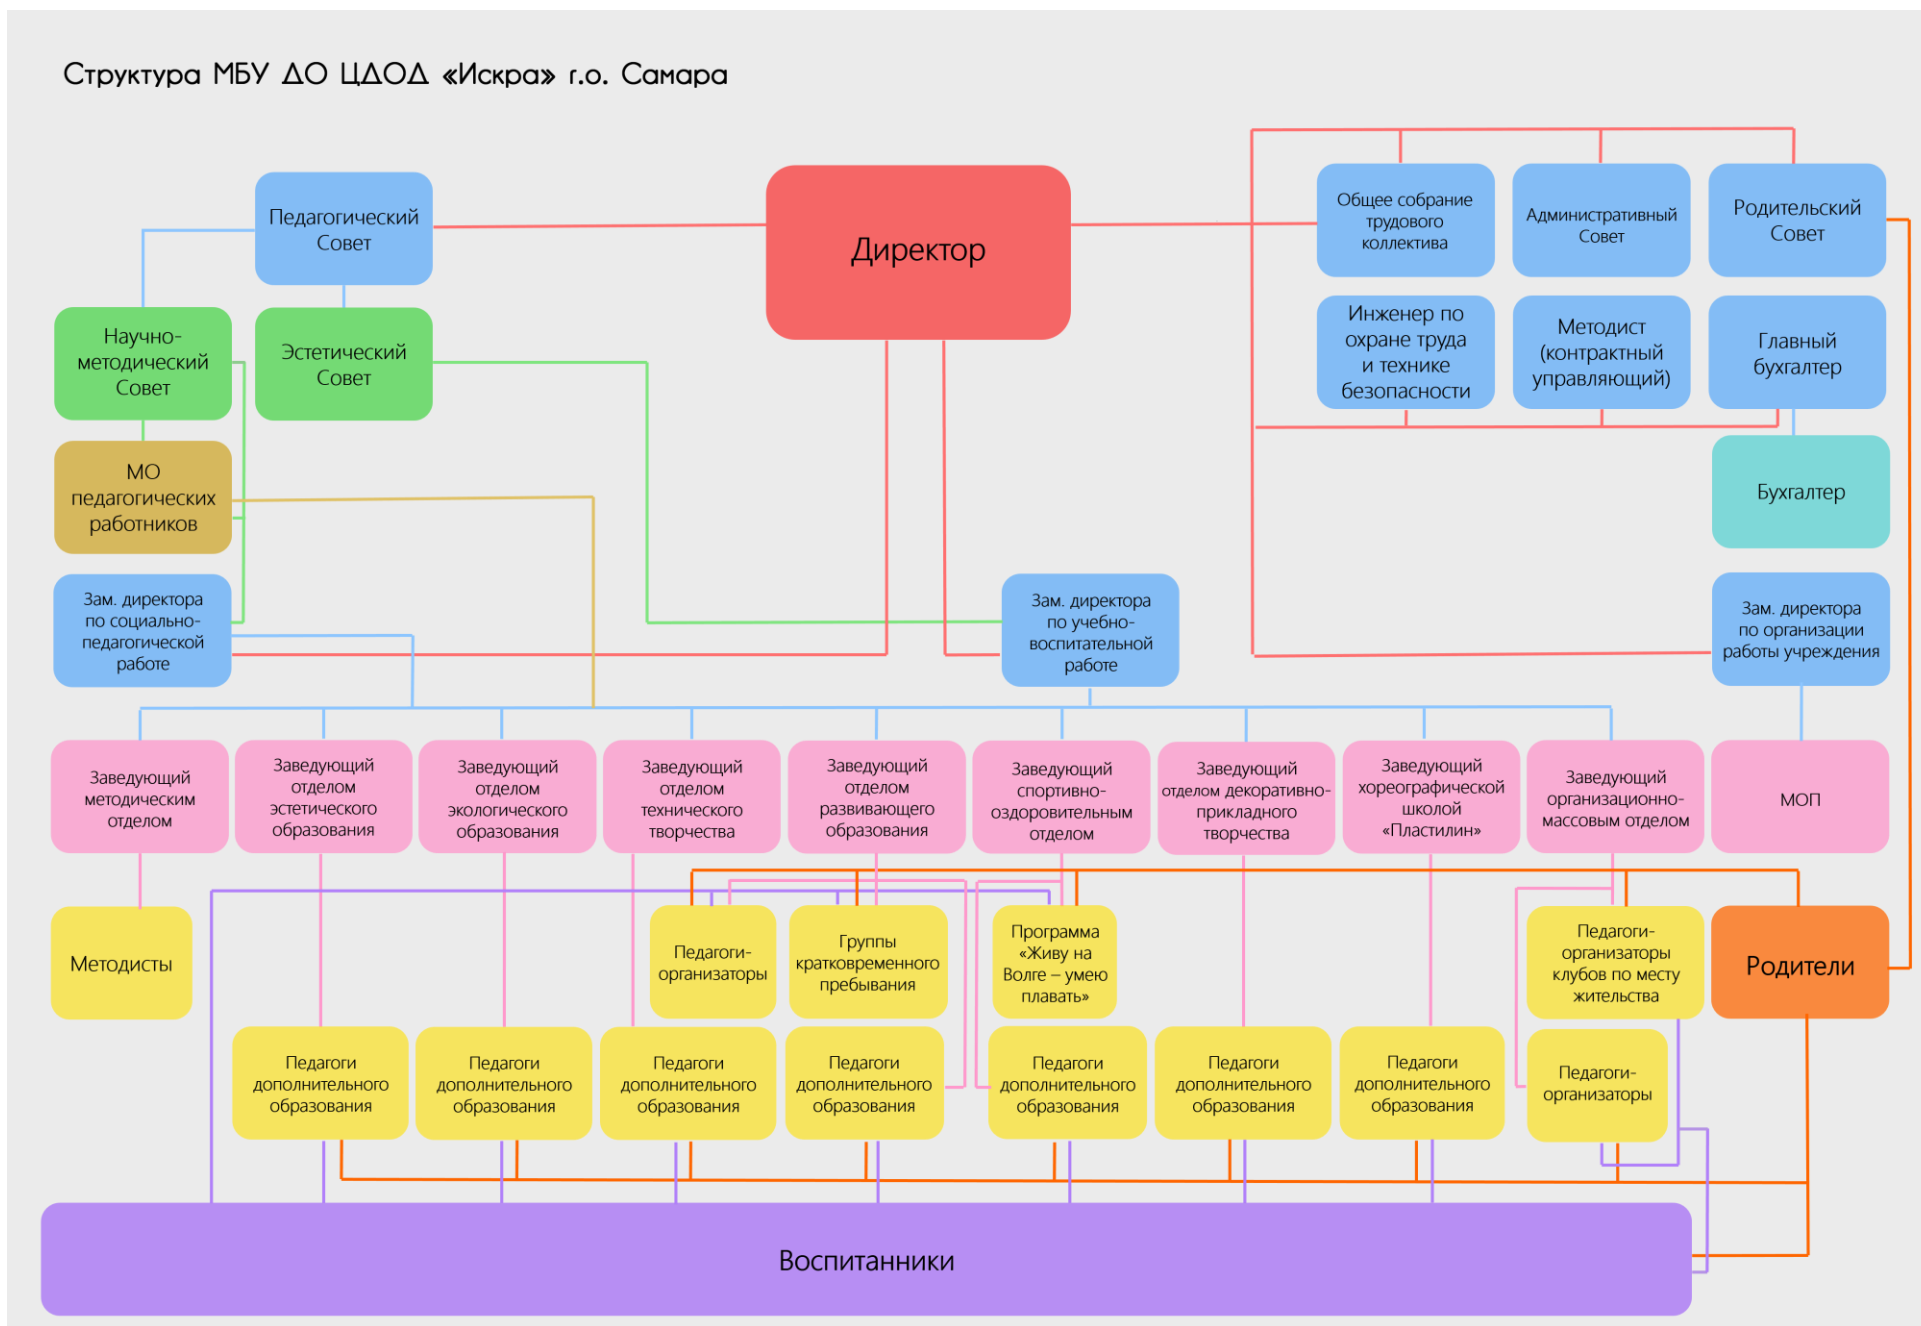 Структура МБУ ДО ЦДОД «Искра» г.о. Самара
Педагогический
Совет
Директор
Общее собрание
трудового
коллектива
Административный
Совет
Родительский
Совет
Научно-
методический
Совет
Эстетический
Совет
Инженер по
охране труда
и технике
безопасности
Методист
(контрактный
управляющий)
Главный
бухгалтер
МО
педагогических
работников
Бухгалтер
Зам. директора
по социально-
педагогической
работе
Зам. директора
по учебно-
воспитательной
работе
Зам. директора
по организации
работы учреждения
Заведующий
методическим
отделом
Заведующий
отделом
эстетического
образования
Заведующий
отделом
экологического
образования
Заведующий
отделом
технического
творчества
Заведующий
отделом
развивающего
образования
Заведующий
спортивно-
оздоровительным
отделом
Заведующий
отделом декоративно-
прикладного
творчества
Заведующий
хореографической
школой
«Пластилин»
Заведующий
организационно-
массовым отделом
МОП
Методисты
Педагоги-
организаторы
Группы
кратковременного
пребывания
Программа
«Живу на
Волге – умею
плавать»
Педагоги-
организаторы
клубов по месту
жительства
Родители
Педагоги
дополнительного
образования
Педагоги
дополнительного
образования
Педагоги
дополнительного
образования
Педагоги
дополнительного
образования
Педагоги
дополнительного
образования
Педагоги
дополнительного
образования
Педагоги
дополнительного
образования
Педагоги-
организаторы
Воспитанники